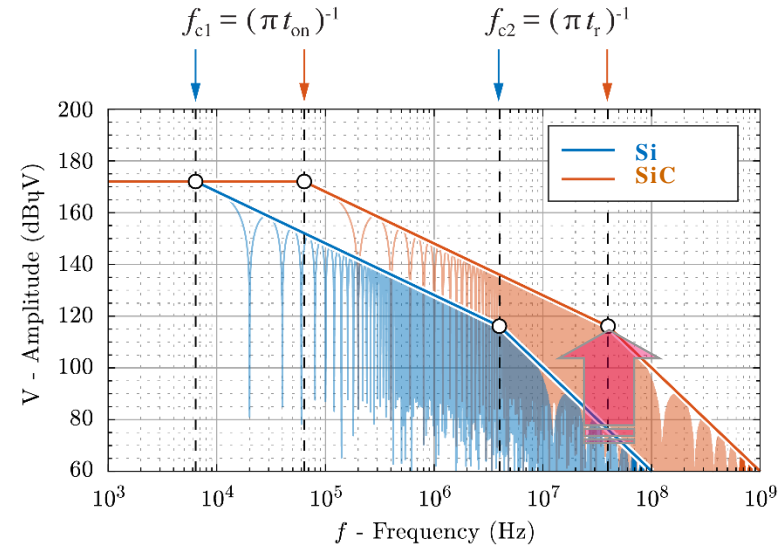 f_c1 = (π t_on)^-1 f_c2 = (π t_r)^-1
200
180
160
140
120
100
80
60
V - Amplitude (dBμV)
Si
SiC
10^3 10^4 10^5 10^6 10^7 10^8 10^9
f - Frequency (Hz)